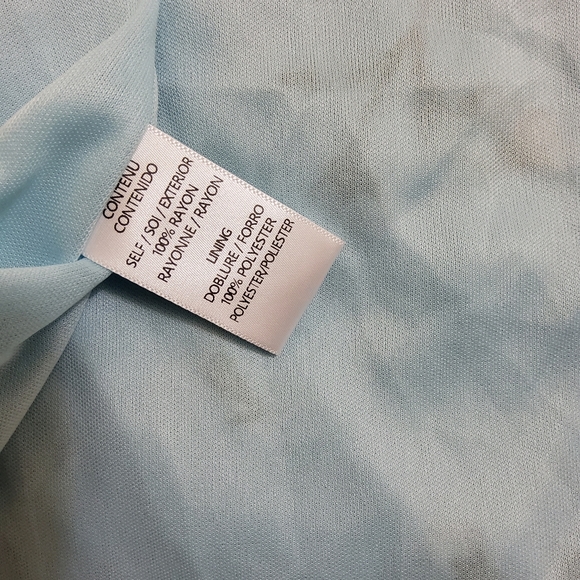 CONTENU
CONTENIDO
SELF / SOI / EXTERIOR
100% RAYON
RAYONNE / RAYON
LINING
DOBLURE / FORRO
100% POLYESTER
POLYESTER/POLIESTER